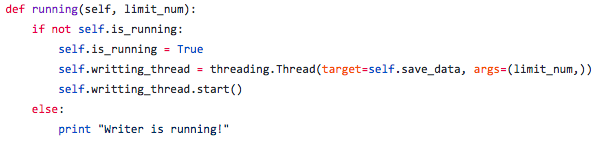 def running(self, limit_num):
    if not self.is_running:
        self.is_running = True
        self.writting_thread = threading.Thread(target=self.save_data, args=(limit_num,))
        self.writting_thread.start()
    else:
        print "Writer is running!"